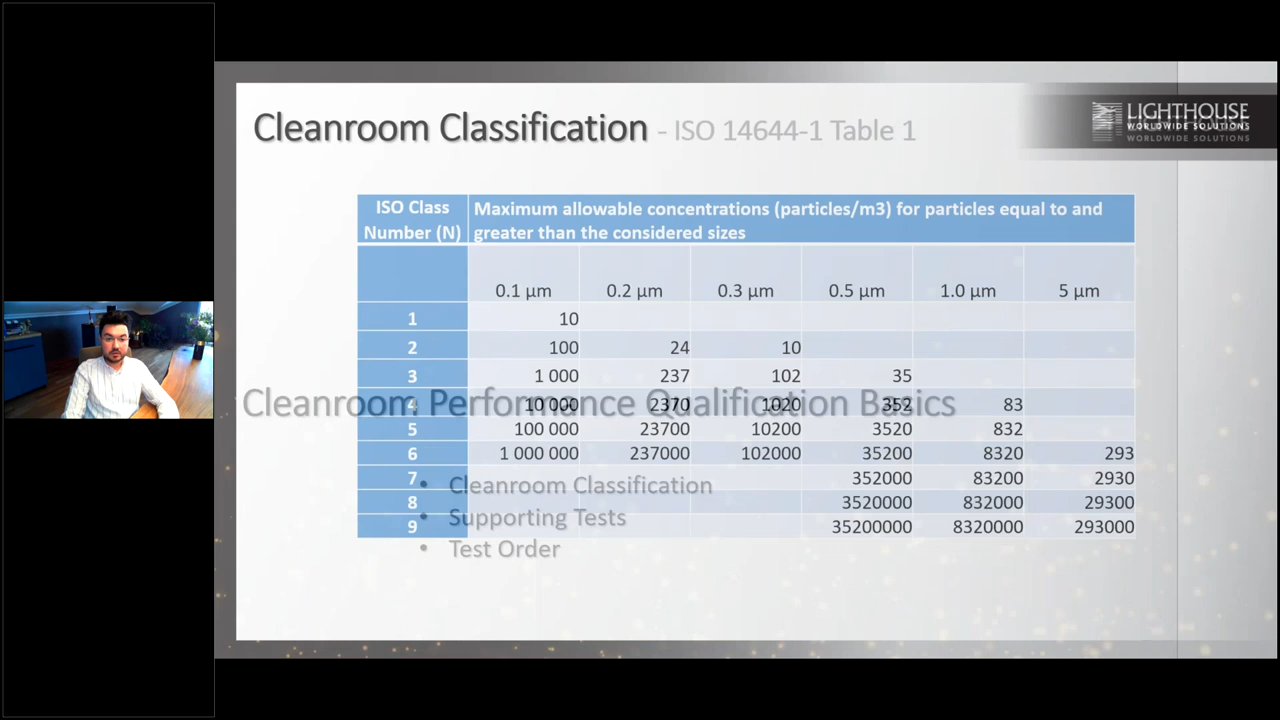 Cleanroom Classification - ISO 14644-1 Table 1
LIGHTHOUSE
WORLDWIDE SOLUTIONS
WORLDWIDE SOLUTIONS
ISO Class Number (N) Maximum allowable concentrations (particles/m3) for particles equal to and
greater than the considered sizes
0.1 µm 0.2 µm 0.3 µm 0.5 µm 1.0 µm 5 µm
1 10
2 100 24 10
3 1 000 237 102 35
4 10 000 2370 1020 352 83
5 100 000 23700 10200 3520 832
6 1 000 000 237000 102000 35200 8320 293
7 352000 83200 2930
8 3520000 832000 29300
9 35200000 8320000 293000
Cleanroom Performance Qualification Basics
• Cleanroom Classification
• Supporting Tests
• Test Order